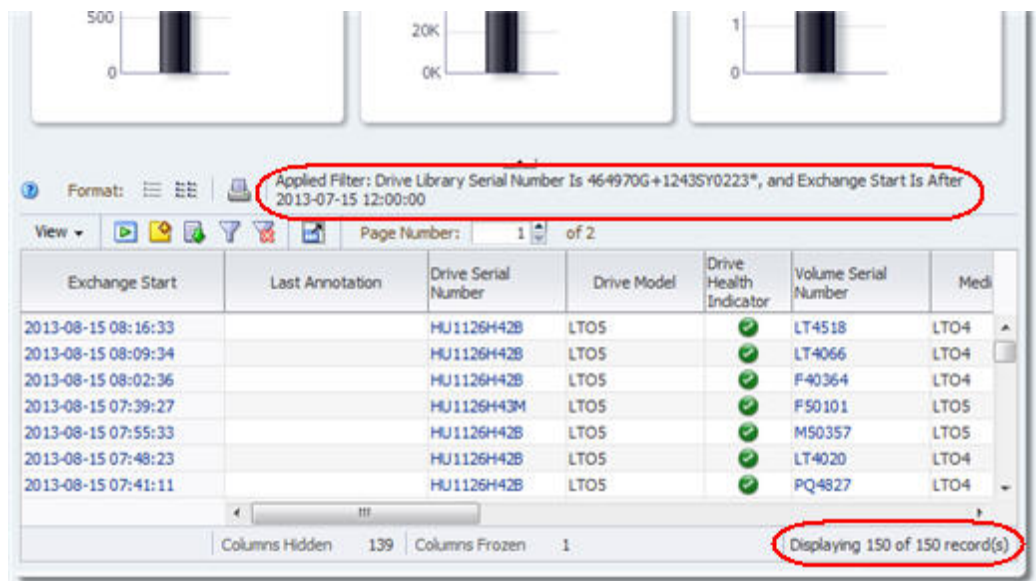 500
0
20K
0K
1
0
Format:
Applied Filter: Drive Library Serial Number Is 464970G+1243SY0223*, and Exchange Start Is After
2013-07-15 12:00:00
View Page Number: 1 of 2
Exchange Start Last Annotation Drive Serial Number Drive Model Drive Health Indicator Volume Serial Number Medi
2013-08-15 08:16:33 HU1126H42B LTO5 LT4518 LTO4
2013-08-15 08:09:34 HU1126H42B LTO5 LT4066 LTO4
2013-08-15 08:02:36 HU1126H42B LTO5 F40364 LTO4
2013-08-15 07:39:27 HU1126H43M LTO5 F50101 LTO5
2013-08-15 07:55:33 HU1126H42B LTO5 M50357 LTO5
2013-08-15 07:48:23 HU1126H42B LTO5 LT4020 LTO4
2013-08-15 07:41:11 HU1126H42B LTO5 PQ4827 LTO4
Columns Hidden 139 Columns Frozen 1 Displaying 150 of 150 record(s)